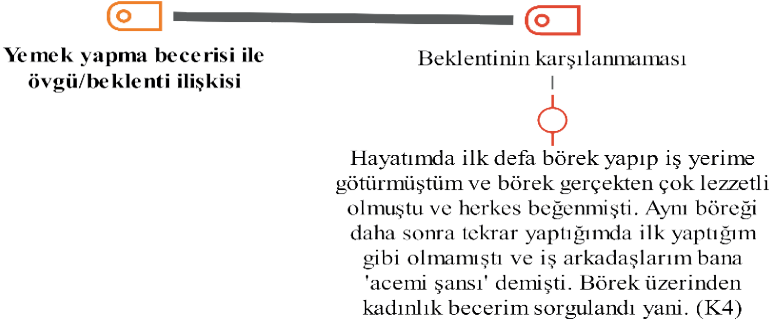 Yemek yapma becerisi ile
övgü/beklenti ilişkisi
Beklentinin karşılanmaması
Hayatımda ilk defa börek yapıp iş yerime
götürmüştüm ve börek gerçekten çok lezzetli
olmuştu ve herkes beğenmişti. Aynı böreği
daha sonra tekrar yaptığımda ilk yaptığım
gibi olmamıştı ve iş arkadaşlarım bana
'acemi şansı' demişti. Börek üzerinden
kadınlık becerim sorgulandı yani. (K4)